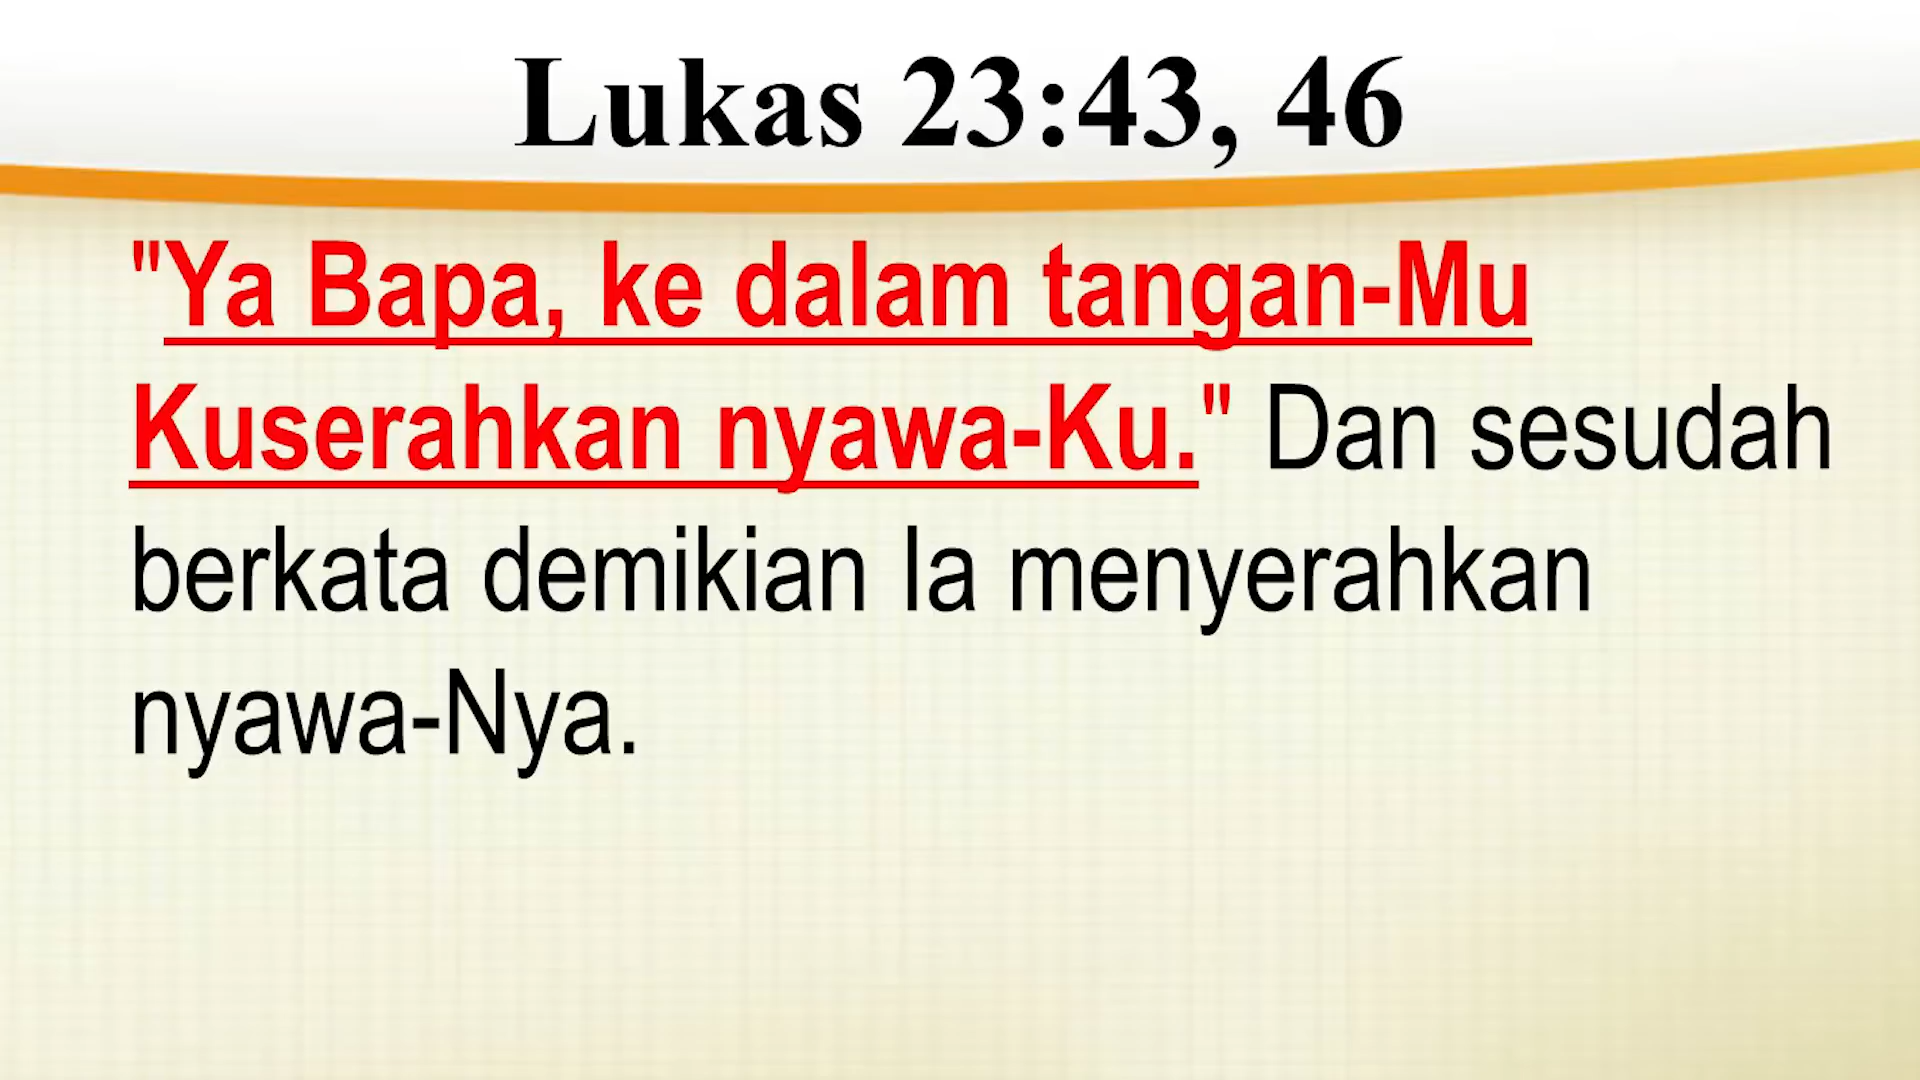 Lukas 23:43, 46
"Ya Bapa, ke dalam tangan-Mu
Kuserahkan nyawa-Ku." Dan sesudah
berkata demikian Ia menyerahkan
nyawa-Nya.